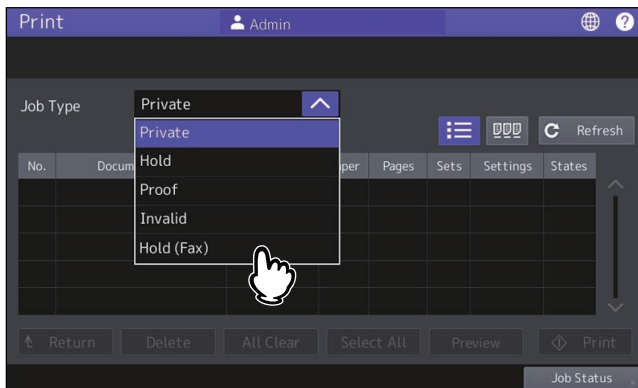 Print
Admin
?
Job Type
Private
Private
Hold
Proof
Invalid
Hold (Fax)
Refresh
No. Docum per Pages Sets Settings States
Return Delete All Clear Select All Preview Print
Job Status